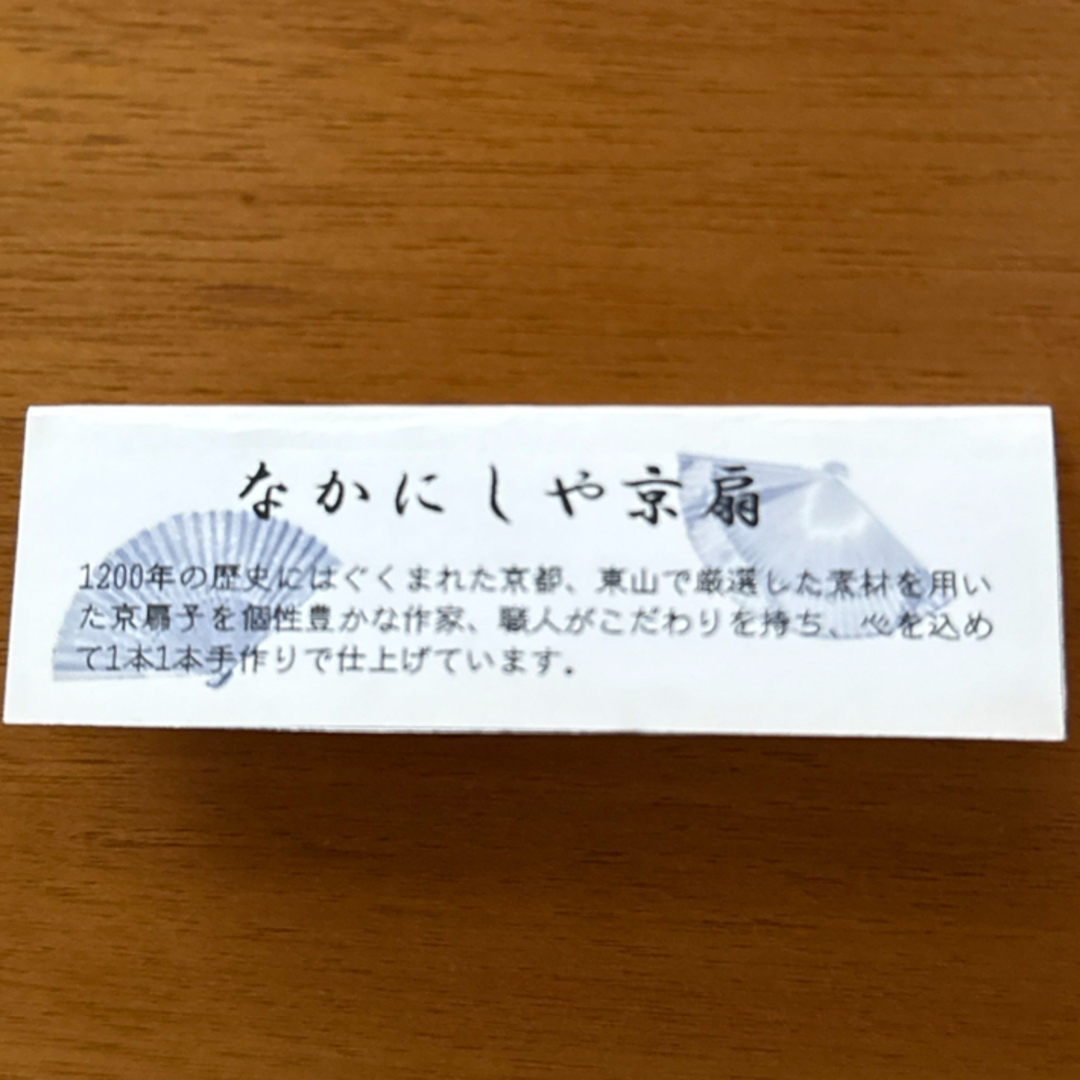 なかにしや京扇
1200年の歴史にはぐくまれた京都、東山で厳選した素材を用い
た京扇子を個性豊かな作家、職人がこだわりを持ち、心を込め
て1本1本手作りで仕上げています。